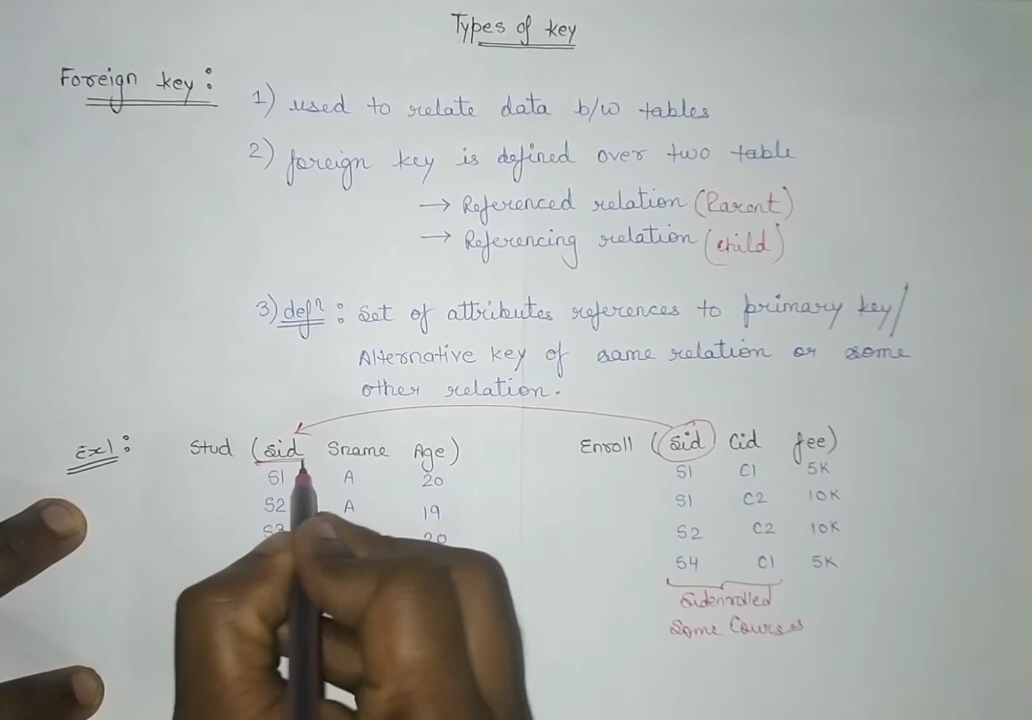 Types of key
Foreign key:
1) used to relate data b/w tables
2) foreign key is defined over two table
→ Referenced relation (Parent)
→ Referencing relation (child)
3) defn : Set of attributes references to primary key/
Alternative key of same relation or some
other relation.
Ex1: Stud (Sid Sname Age) Enroll (Sid Cid fee)
S1 A 20 S1 C1 5K
S2 A 19 S1 C2 10K
S3 20 S2 C2 10K
S4 C1 5K
Sidenrolled
Some Courses